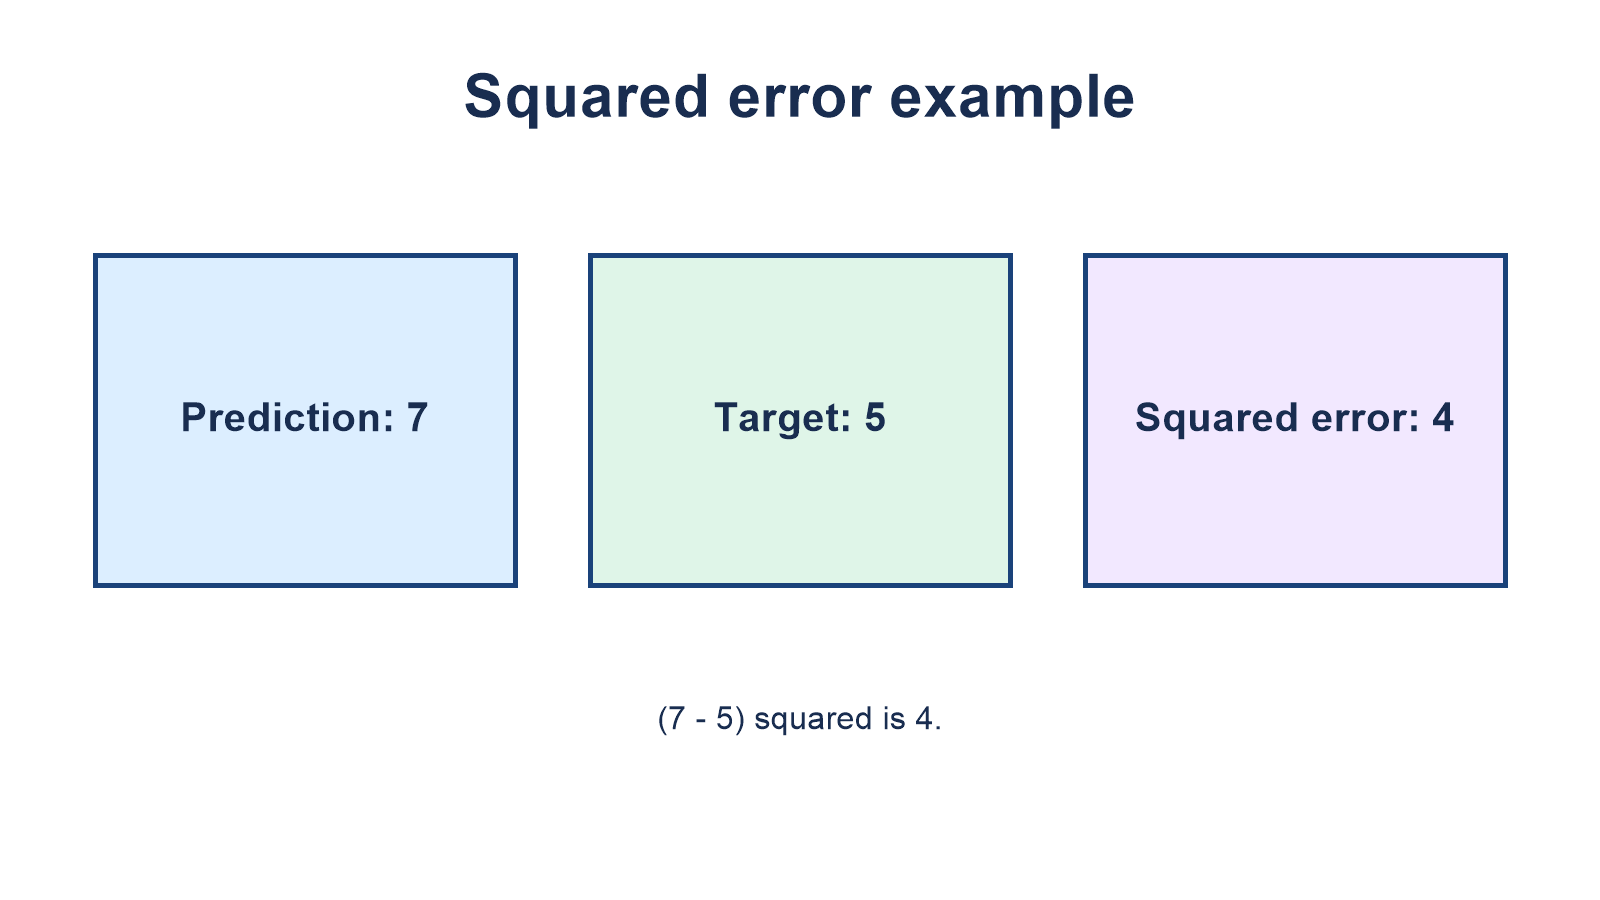 Squared error example
Prediction: 7
Target: 5
Squared error: 4
(7 - 5) squared is 4.